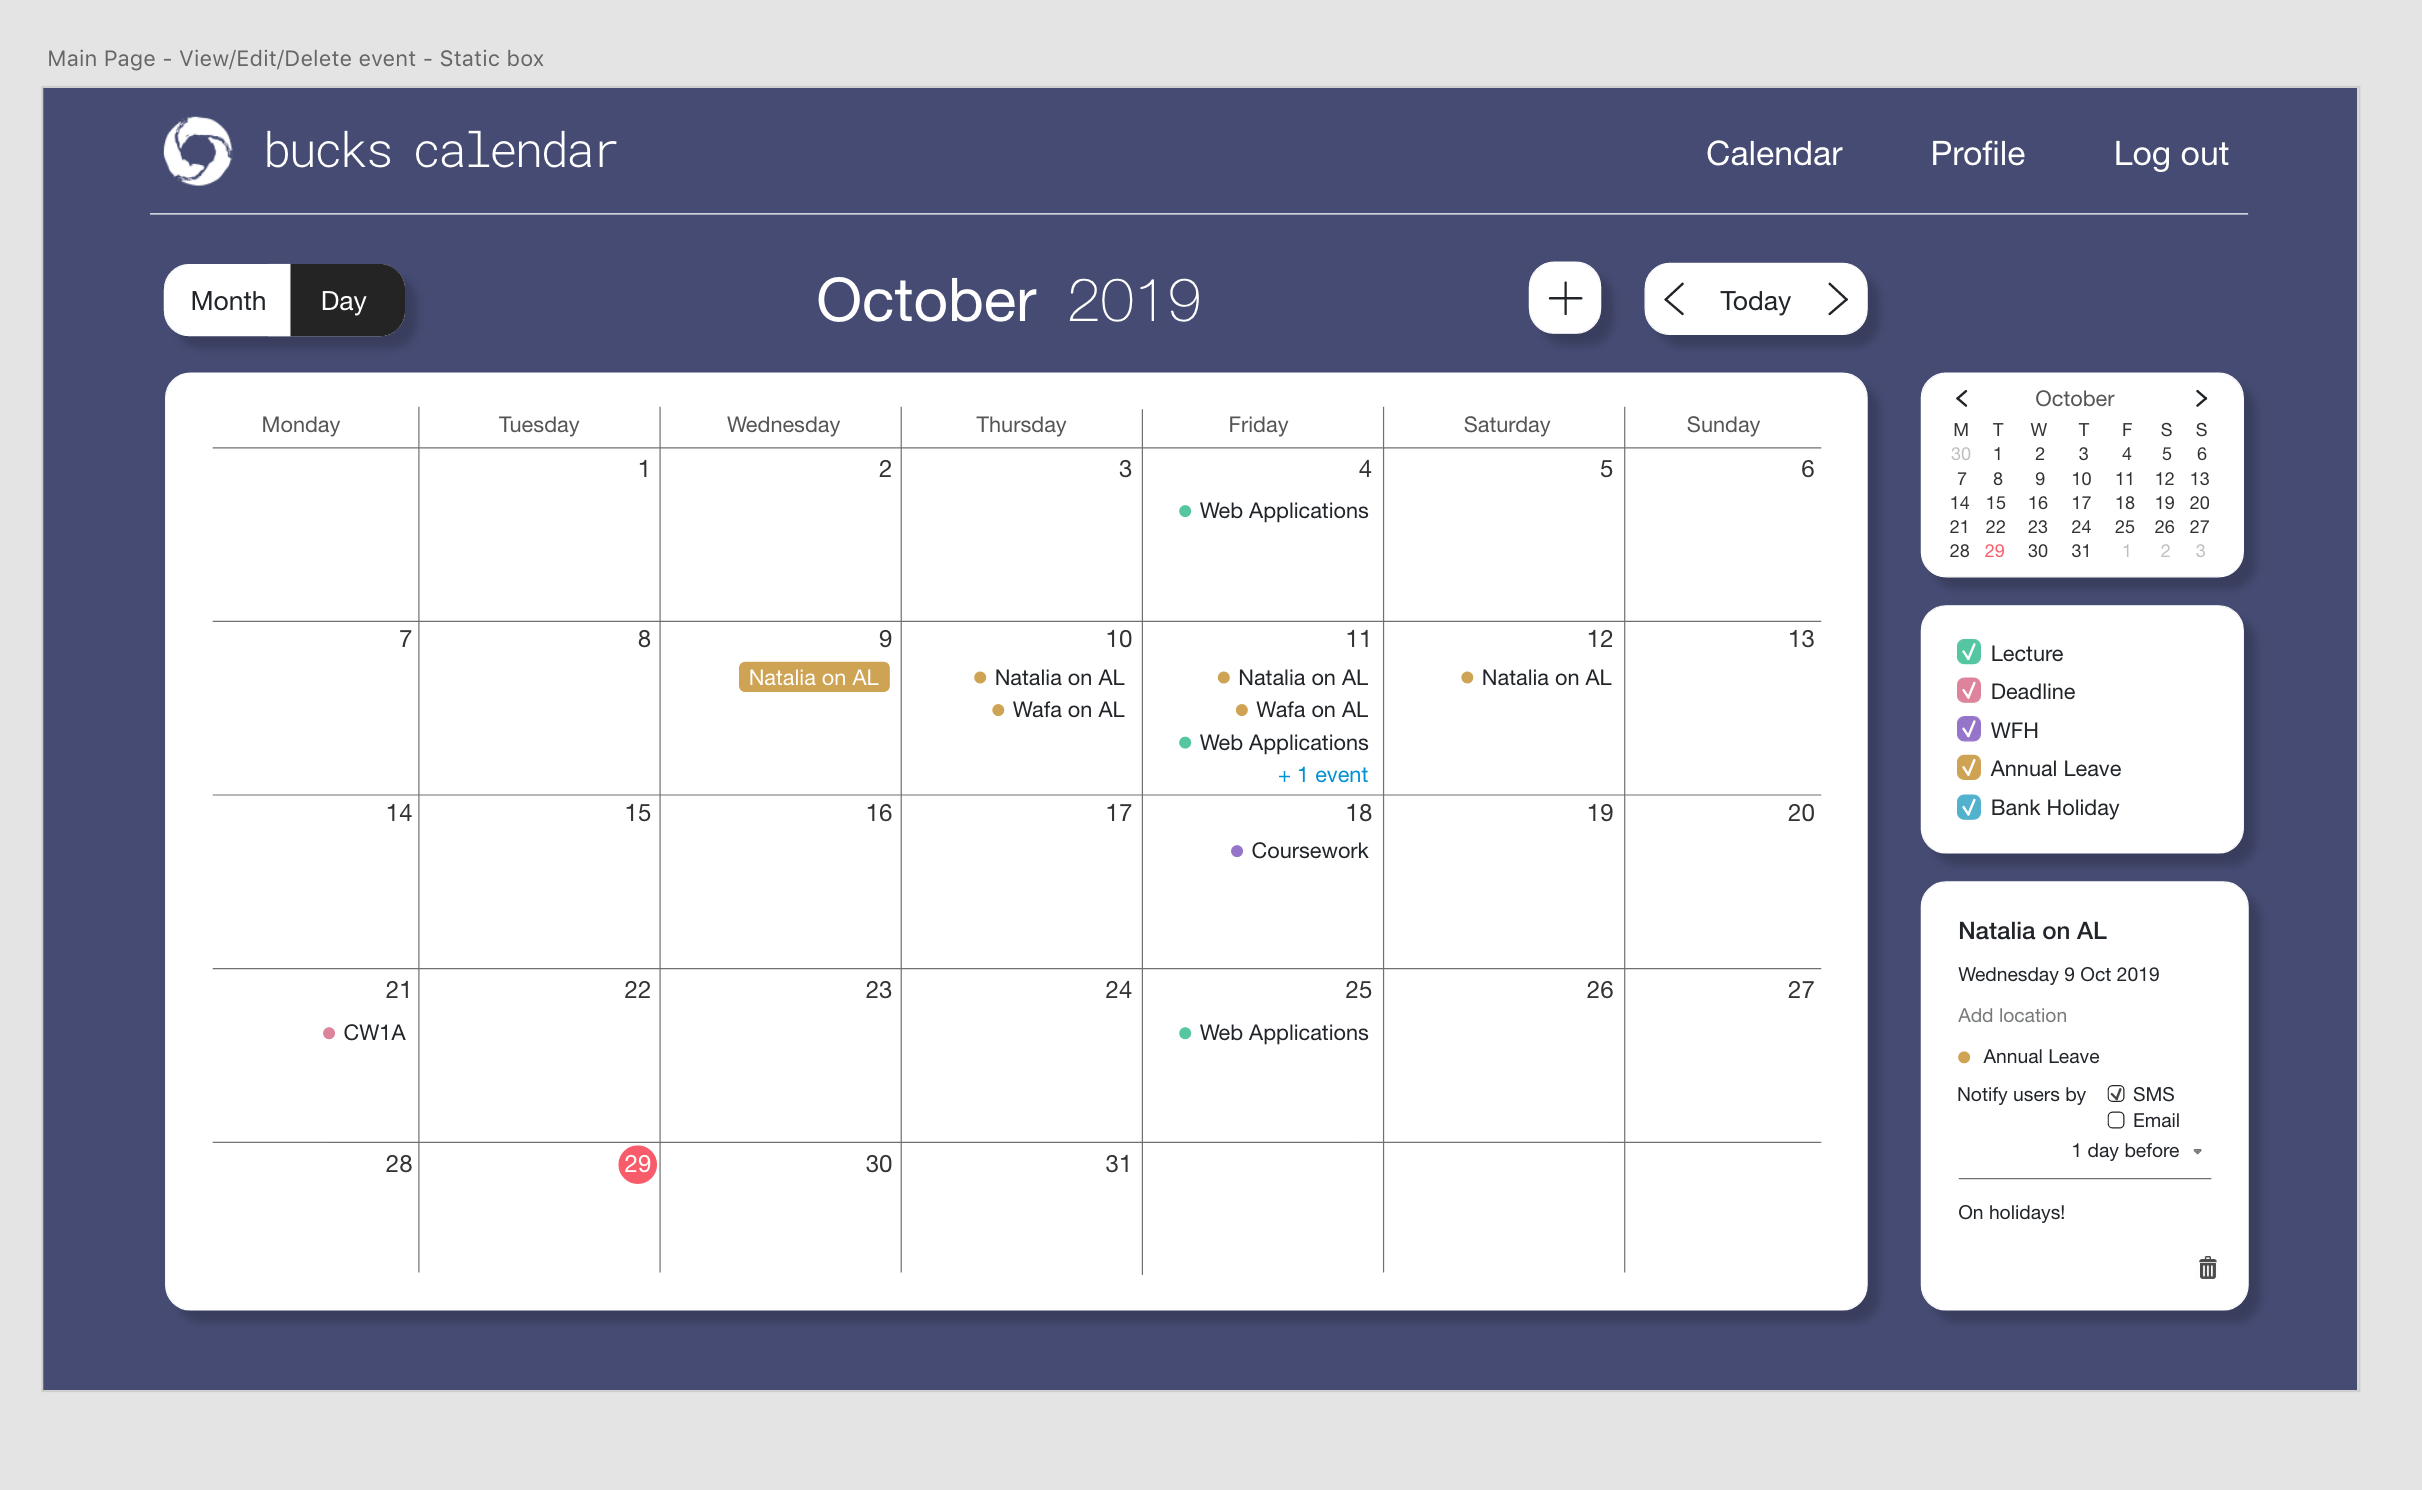 Main Page - View/Edit/Delete event - Static box
bucks calendar
Calendar Profile Log out
Month Day
October 2019
Today
Monday Tuesday Wednesday Thursday Friday Saturday Sunday
1 2 3 4 5 6
Web Applications
7 8 9 10 11 12 13
Natalia on AL Natalia on AL Natalia on AL Natalia on AL
Wafa on AL Wafa on AL
Web Applications
+ 1 event
14 15 16 17 18 19 20
Coursework
21 22 23 24 25 26 27
CW1A Web Applications
28 29 30 31
October
M T W T F S S
30 1 2 3 4 5 6
7 8 9 10 11 12 13
14 15 16 17 18 19 20
21 22 23 24 25 26 27
28 29 30 31 1 2 3
Lecture
Deadline
WFH
Annual Leave
Bank Holiday
Natalia on AL
Wednesday 9 Oct 2019
Add location
Annual Leave
Notify users by SMS
Email
1 day before
On holidays!